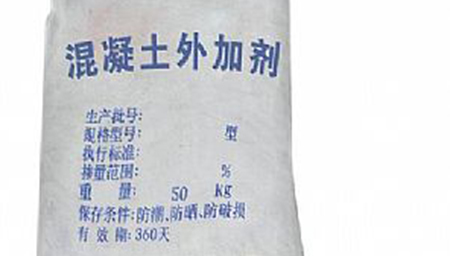 混凝土外加剂
生产批号:
规格型号: 型
执行标准:
掺量范围: %
重 量: 50 Kg
保存条件:防潮、防晒、防破损
有 效 期:360天